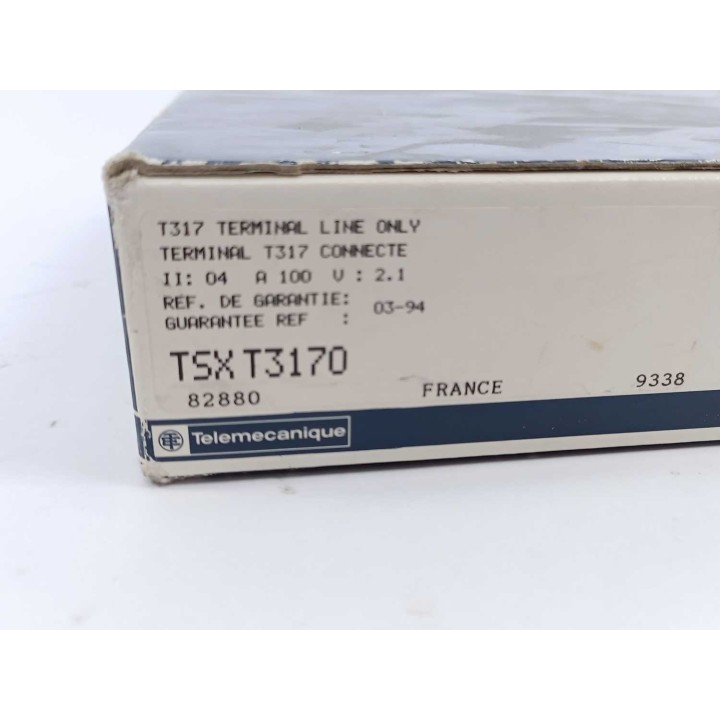 T317 TERMINAL LINE ONLY
TERMINAL T317 CONNECTE
II: 04 A 100 V : 2.1
REF. DE GARANTIE:
GUARANTEE REF : 03-94
TSX T3170
82880 FRANCE 9338
TE Telemecanique